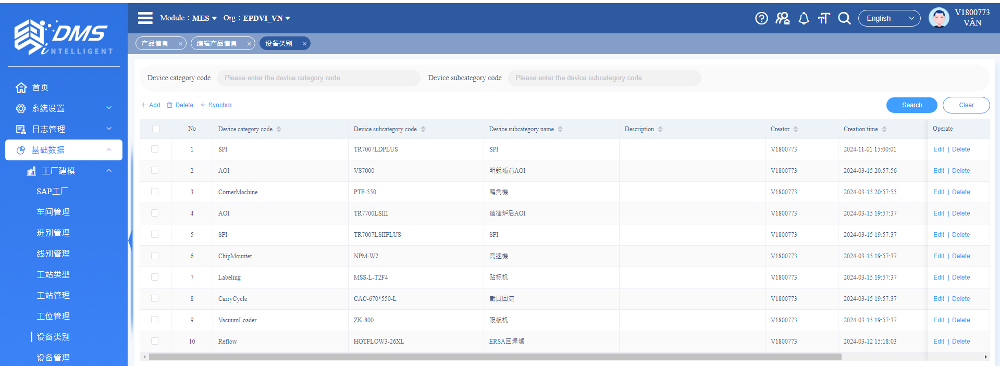 DMS
iNTELLIGENT
Module : MES Org : EPDVI_VN
English
V1800773
VÂN
产品信息 × 编辑产品信息 × 设备类别 ×
首页
系统设置
日志管理
基础数据
工厂建模
SAP工厂
车间管理
班别管理
线别管理
工站类型
工站管理
工位管理
设备类别
设备管理
Device category code Please enter the device category code Device subcategory code Please enter the device subcategory code
+ Add Delete Synchro Search Clear
No Device category code Device subcategory code Device subcategory name Description Creator Creation time Operate
1 SPI TR7007LDPLUS SPI V1800773 2024-11-01 15:00:01 Edit | Delete
2 AOI VS7000 明銳爐前AOI V1800773 2024-03-15 20:57:56 Edit | Delete
3 CornerMachine PTF-550 轉角機 V1800773 2024-03-15 20:57:55 Edit | Delete
4 AOI TR7700LSIII 德律炉后AOI V1800773 2024-03-15 19:57:37 Edit | Delete
5 SPI TR7007LSIIPLUS SPI V1800773 2024-03-15 19:57:37 Edit | Delete
6 ChipMounter NPM-W2 高速機 V1800773 2024-03-15 19:57:37 Edit | Delete
7 Labeling MSS-L-T2F4 贴标机 V1800773 2024-03-15 19:57:37 Edit | Delete
8 CarryCycle CAC-670*550-L 載具回流 V1800773 2024-03-15 19:57:37 Edit | Delete
9 VacuumLoader ZK-800 吸板机 V1800773 2024-03-15 19:57:37 Edit | Delete
10 Reflow HOTFLOW3-26XL ERSA回焊爐 V1800773 2024-03-12 15:18:03 Edit | Delete